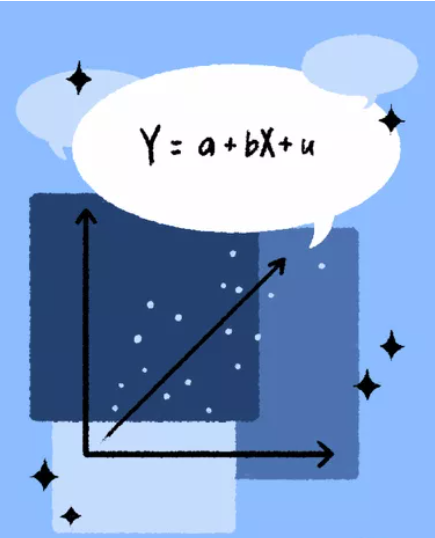 Y = a+bX+u